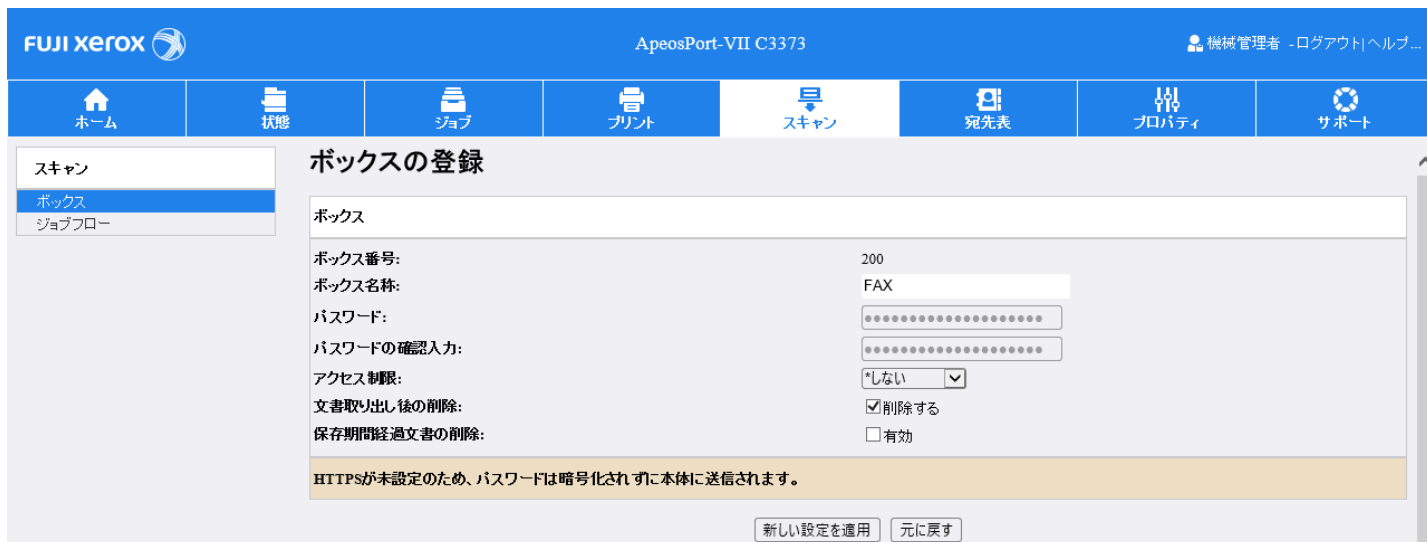 FUJI XEROX
ApeosPort-VII C3373
機械管理者 -ログアウト|ヘルプ...
ホーム
状態
ジョブ
プリント
スキャン
宛先表
プロパティ
サポート
スキャン
ボックス
ジョブフロー
ボックスの登録
ボックス
ボックス番号: 200
ボックス名称: FAX
パスワード: ●●●●●●●●●●●●●●●●●●●●
パスワードの確認入力: ●●●●●●●●●●●●●●●●●●●●
アクセス制限: *しない
文書取り出し後の削除: 削除する
保存期間経過文書の削除: 有効
HTTPSが未設定のため、パスワードは暗号化されずに本体に送信されます。
新しい設定を適用 元に戻す